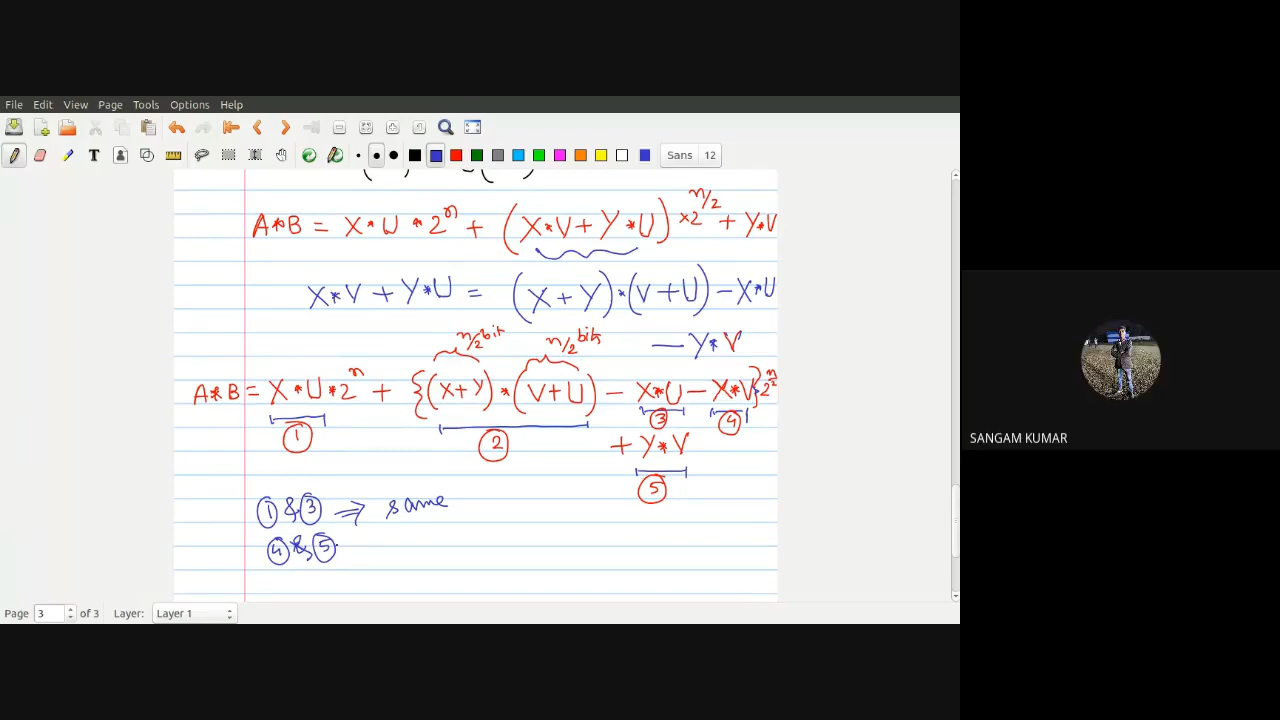 File Edit View Page Tools Options Help
Sans 12
A*B = X*U*2^n + (X*V+Y*U)×2^n/2 + Y*V
X*V + Y*U = (X+Y)*(V+U) - X*U
- Y*V
n/2 bit n/2 bits
A*B = X*U*2^n + {(X+Y)*(V+U) - X*U - X*V}2^n/2
① ② ③ ④
+ Y*V
⑤
① & ③ ⇒ same
④ & ⑤
SANGAM KUMAR
Page 3 of 3 Layer: Layer 1